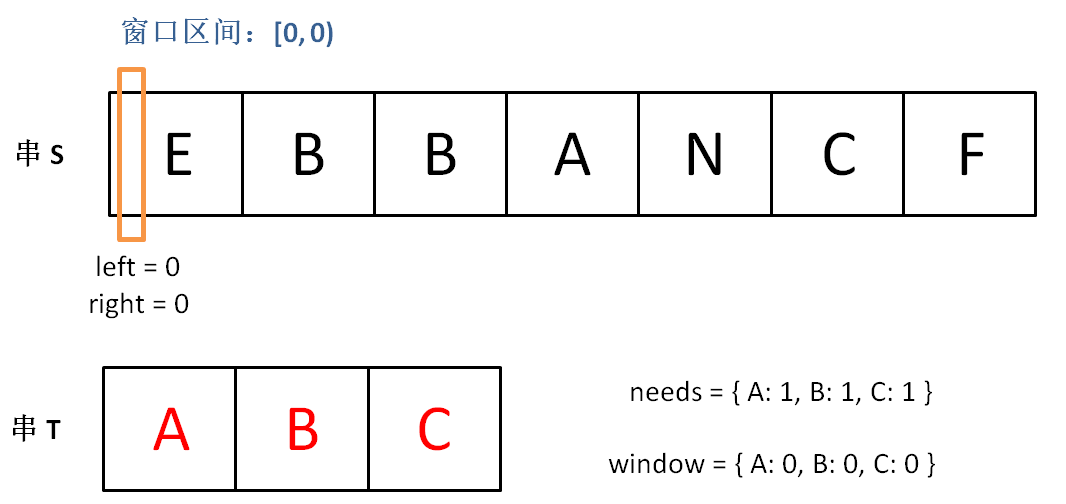 窗口区间：[0, 0)
串 S
E B B A N C F
left = 0
right = 0
串 T
A B C
needs = { A: 1, B: 1, C: 1 }
window = { A: 0, B: 0, C: 0 }